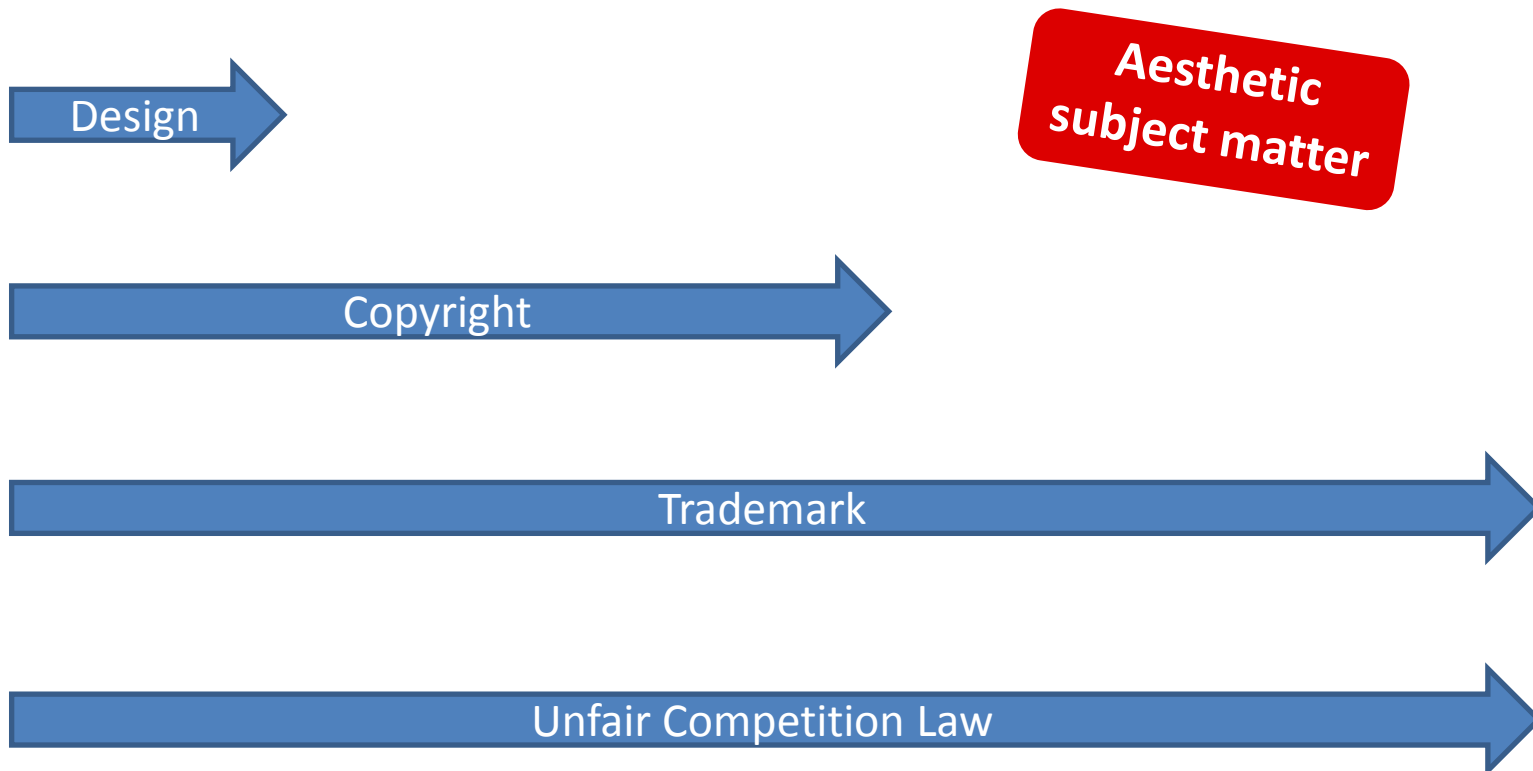 Aesthetic
subject matter
Design
Copyright
Trademark
Unfair Competition Law